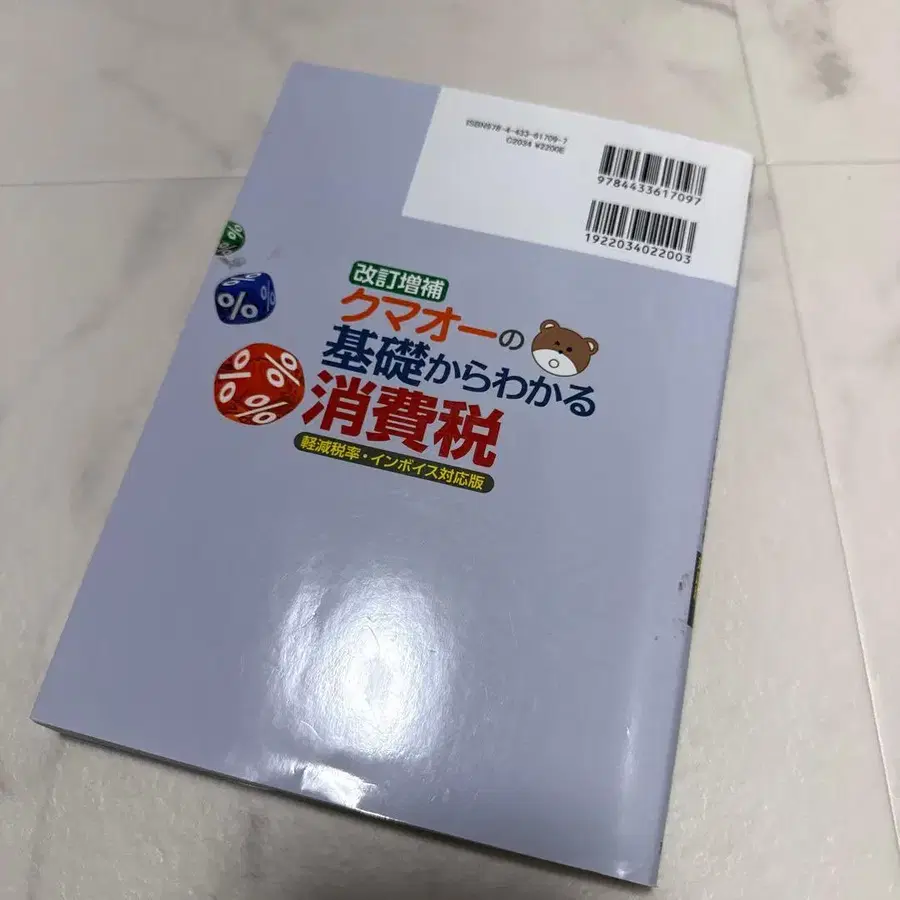 ISBN978-4-433-61709-7
C2034 ¥2200E
9784433617097
1922034022003
改訂増補
クマオーの
基礎からわかる
消費税
軽減税率・インボイス対応版
%
% %
% %
% % % %